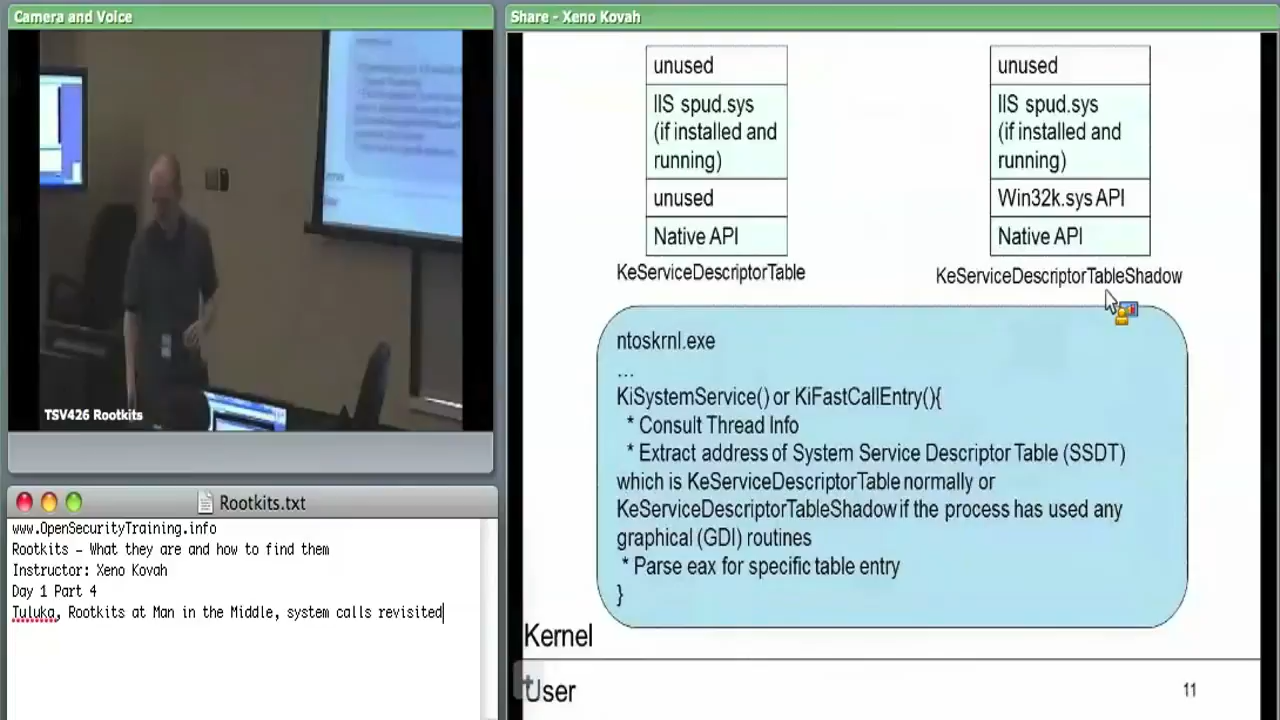 Camera and Voice
TSV426 Rootkits
Rootkits.txt
www.OpenSecurityTraining.info
Rootkits - What they are and how to find them
Instructor: Xeno Kovah
Day 1 Part 4
Tuluka, Rootkits at Man in the Middle, system calls revisited
Share - Xeno Kovah
unused
IIS spud.sys
(if installed and
running)
unused
Native API
KeServiceDescriptorTable
unused
IIS spud.sys
(if installed and
running)
Win32k.sys API
Native API
KeServiceDescriptorTableShadow
ntoskrnl.exe
…
KiSystemService() or KiFastCallEntry(){
* Consult Thread Info
* Extract address of System Service Descriptor Table (SSDT)
which is KeServiceDescriptorTable normally or
KeServiceDescriptorTableShadow if the process has used any
graphical (GDI) routines
* Parse eax for specific table entry
}
Kernel
User
11